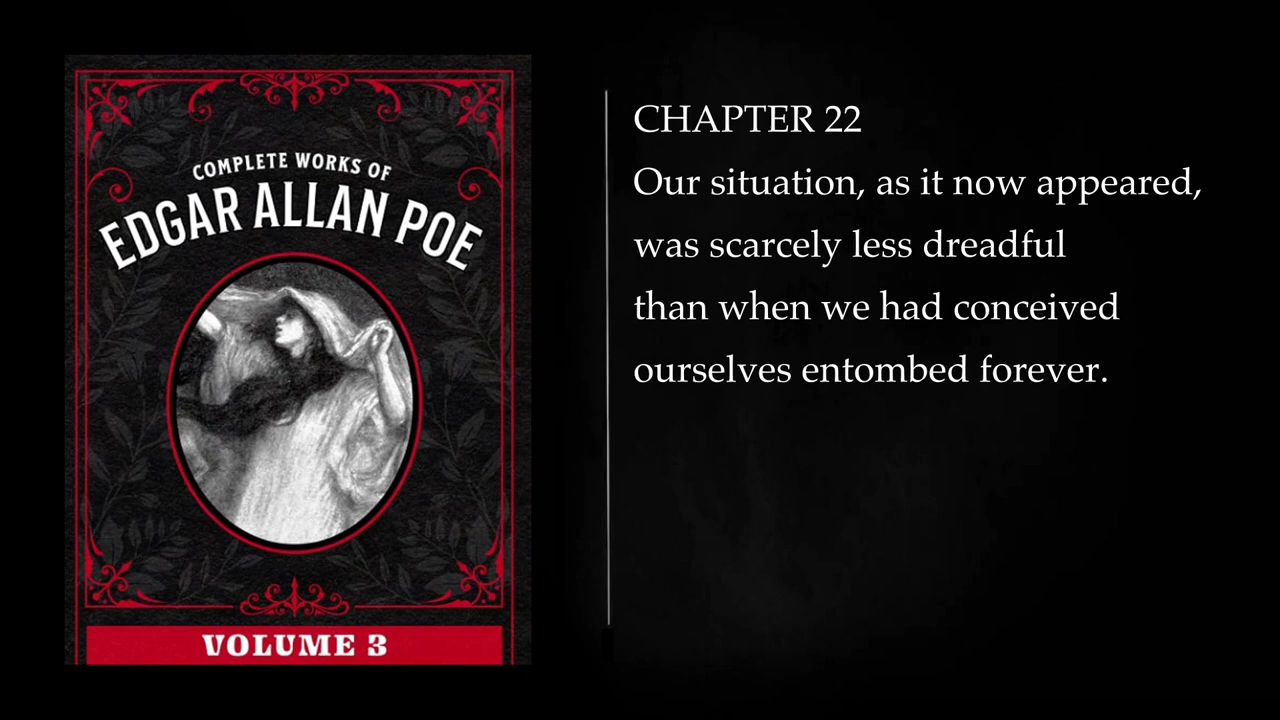 COMPLETE WORKS OF
EDGAR ALLAN POE
VOLUME 3
CHAPTER 22
Our situation, as it now appeared,
was scarcely less dreadful
than when we had conceived
ourselves entombed forever.